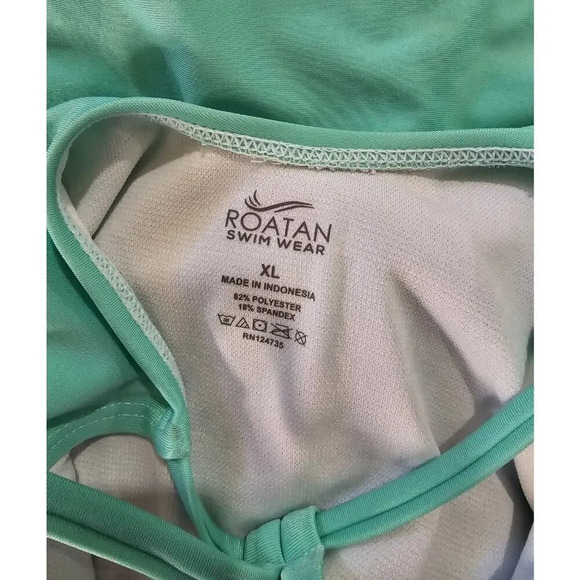 ROATAN
SWIM WEAR
XL
MADE IN INDONESIA
82% POLYESTER
18% SPANDEX
RN124735